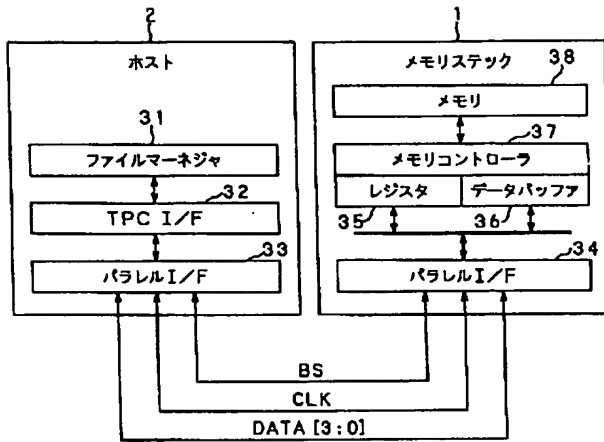 2
1
ホスト
メモリステック
38
メモリ
31
37
ファイルマーネジャ
メモリコントローラ
32
レジスタ
データバッファ
TPC I/F
35
36
33
34
パラレルI/F
パラレルI/F
BS
CLK
DATA [3:0]